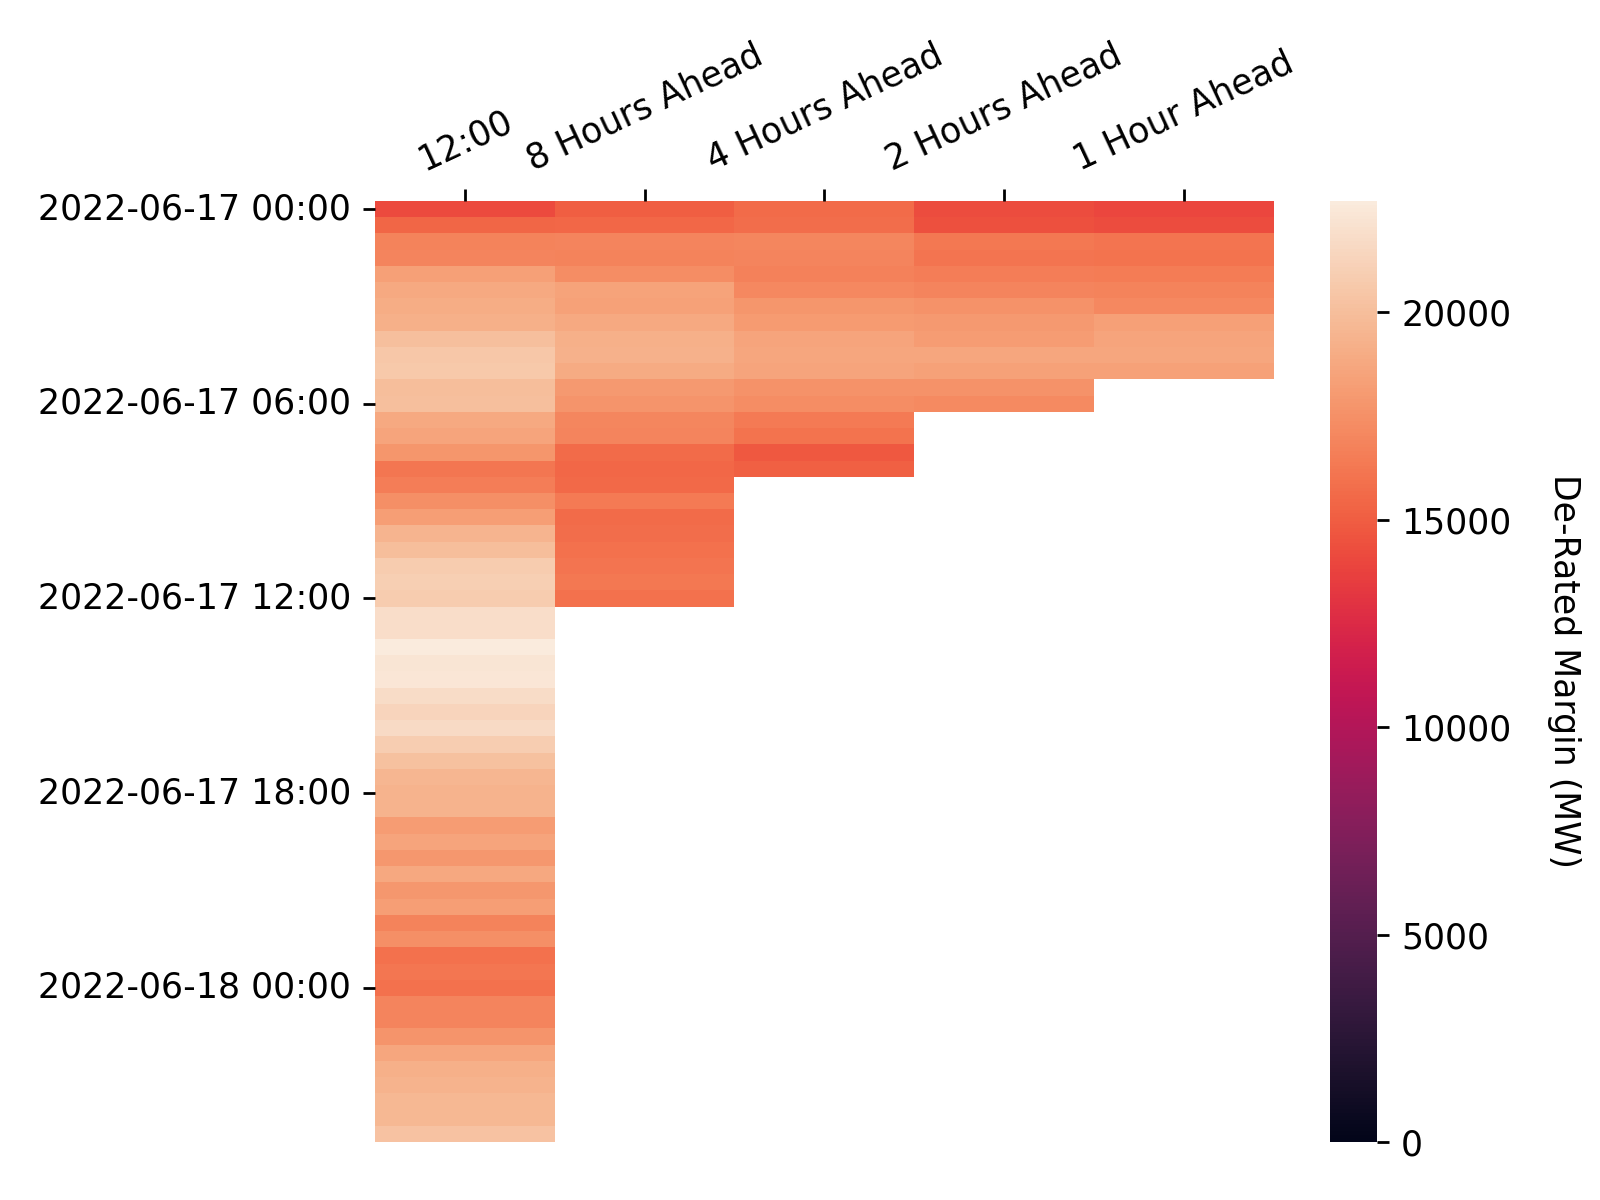 12:00
8 Hours Ahead
4 Hours Ahead
2 Hours Ahead
1 Hour Ahead
2022-06-17 00:00
2022-06-17 06:00
2022-06-17 12:00
2022-06-17 18:00
2022-06-18 00:00
20000
15000
10000
5000
0
De-Rated Margin (MW)